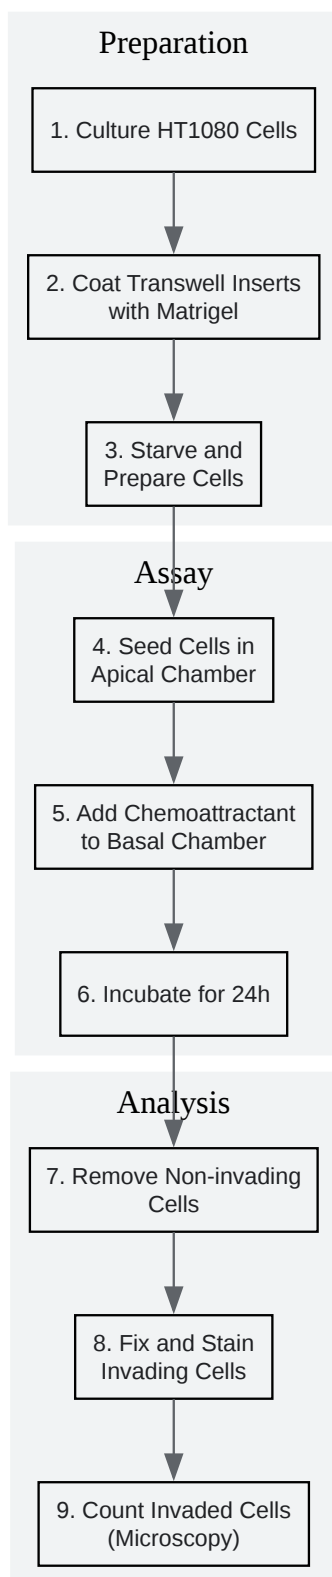 Preparation
1. Culture HT1080 Cells
2. Coat Transwell Inserts
with Matrigel
3. Starve and
Prepare Cells
Assay
4. Seed Cells in
Apical Chamber
5. Add Chemoattractant
to Basal Chamber
6. Incubate for 24h
Analysis
7. Remove Non-invading
Cells
8. Fix and Stain
Invading Cells
9. Count Invaded Cells
(Microscopy)